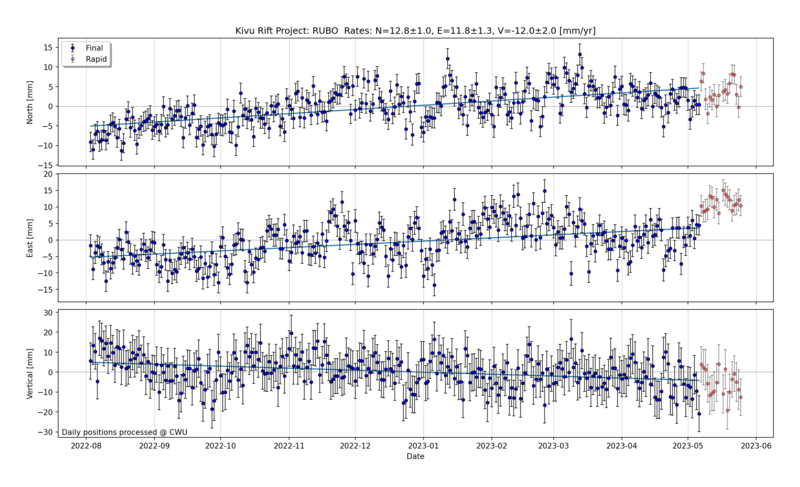 Kivu Rift Project: RUBO  Rates: N=12.8±1.0, E=11.8±1.3, V=-12.0±2.0 [mm/yr]
Final
Rapid
North [mm]
15
10
5
0
−5
−10
−15
East [mm]
20
15
10
5
0
−5
−10
−15
Vertical [mm]
30
20
10
0
−10
−20
−30
Daily positions processed @ CWU
2022-08 2022-09 2022-10 2022-11 2022-12 2023-01 2023-02 2023-03 2023-04 2023-05 2023-06
Date